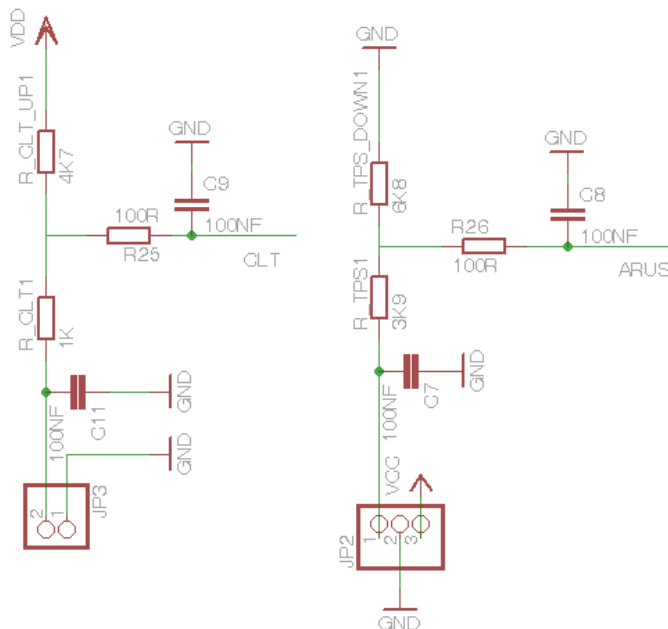 VDD
R_CLT_UP1
4K7
GND
C9
100NF
100R
R25
CLT
R_CLT1
1K
100NF
C11
GND
GND
2
1
JP3
GND
R_TPS_DOWN1
6K8
GND
C8
100NF
R26
100R
ARUS
R_TPS1
3K9
100NF
C7
GND
VCC
1
2
3
JP2
GND